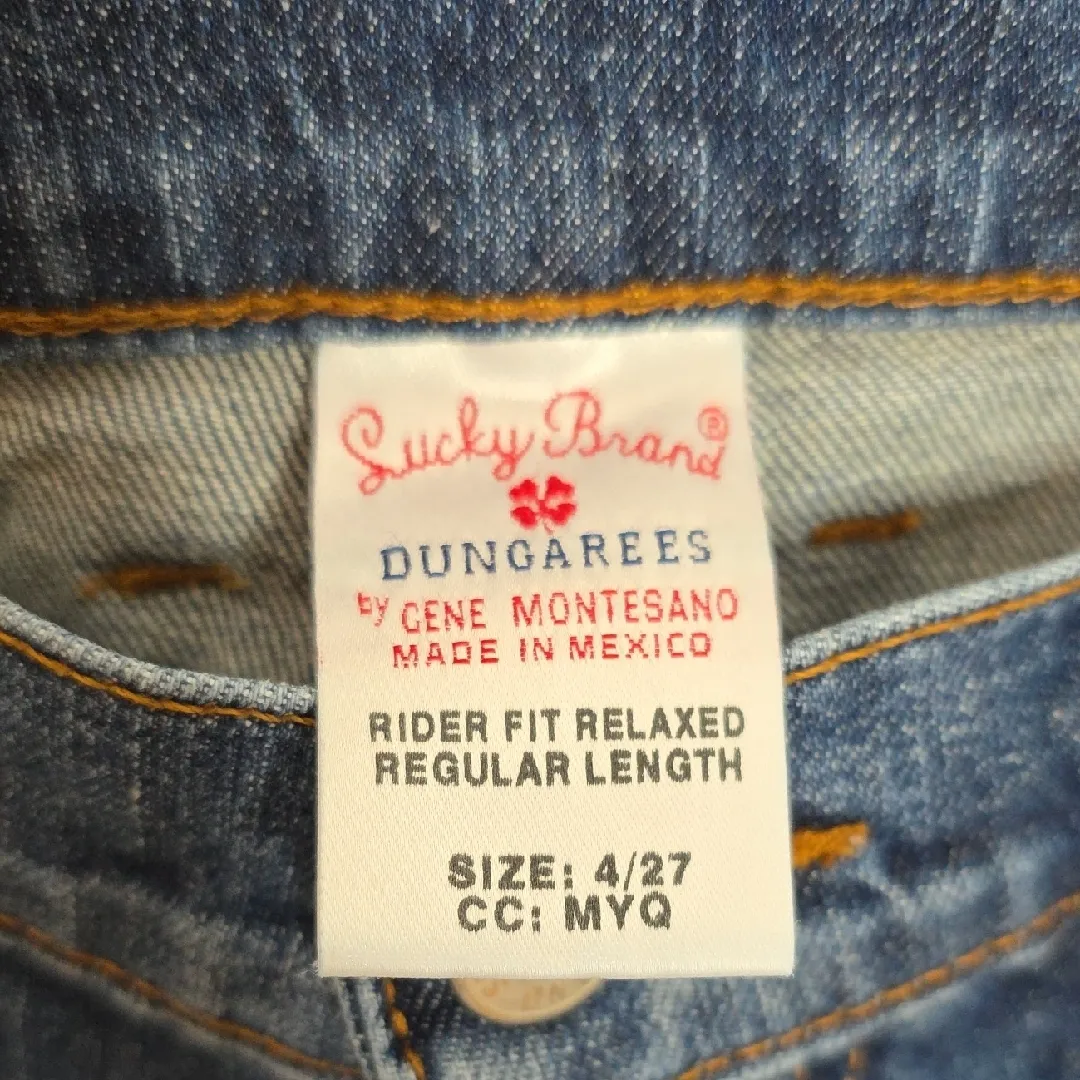 Lucky Brand®
DUNGAREES
by GENE MONTESANO
MADE IN MEXICO
RIDER FIT RELAXED
REGULAR LENGTH
SIZE: 4/27
CC: MYQ